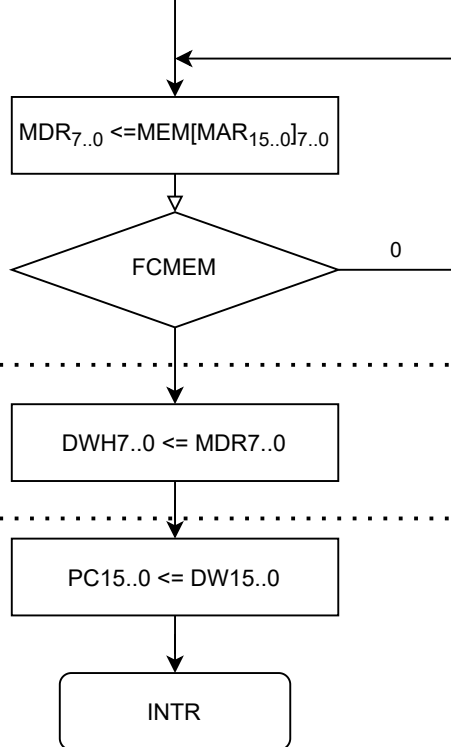 MDR7..0 <=MEM[MAR15..0]7..0
FCMEM
0
DWH7..0 <= MDR7..0
PC15..0 <= DW15..0
INTR